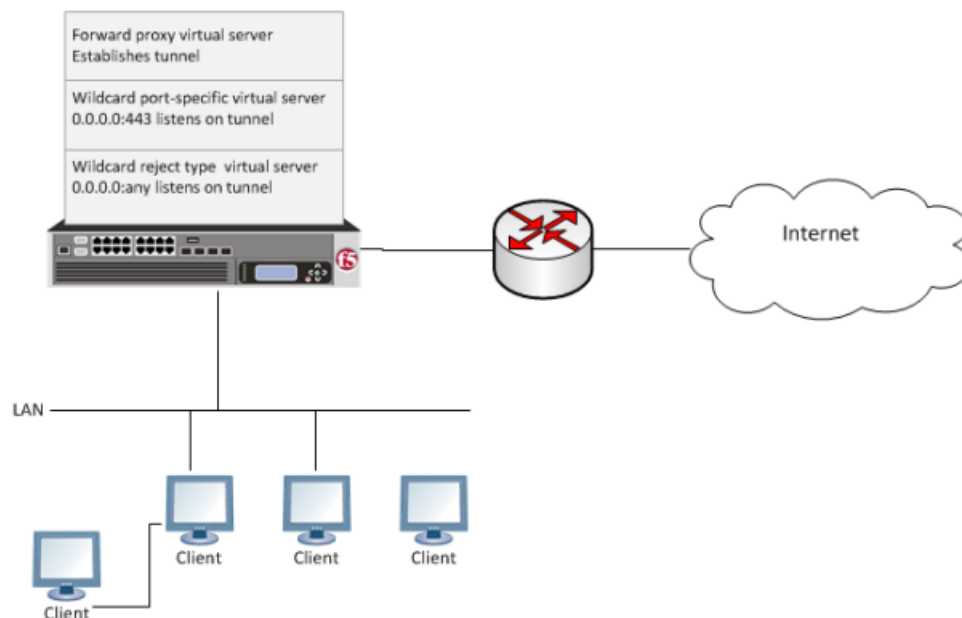 Forward proxy virtual server
Establishes tunnel
Wildcard port-specific virtual server
0.0.0.0:443 listens on tunnel
Wildcard reject type virtual server
0.0.0.0:any listens on tunnel
f5
Internet
LAN
Client
Client
Client
Client